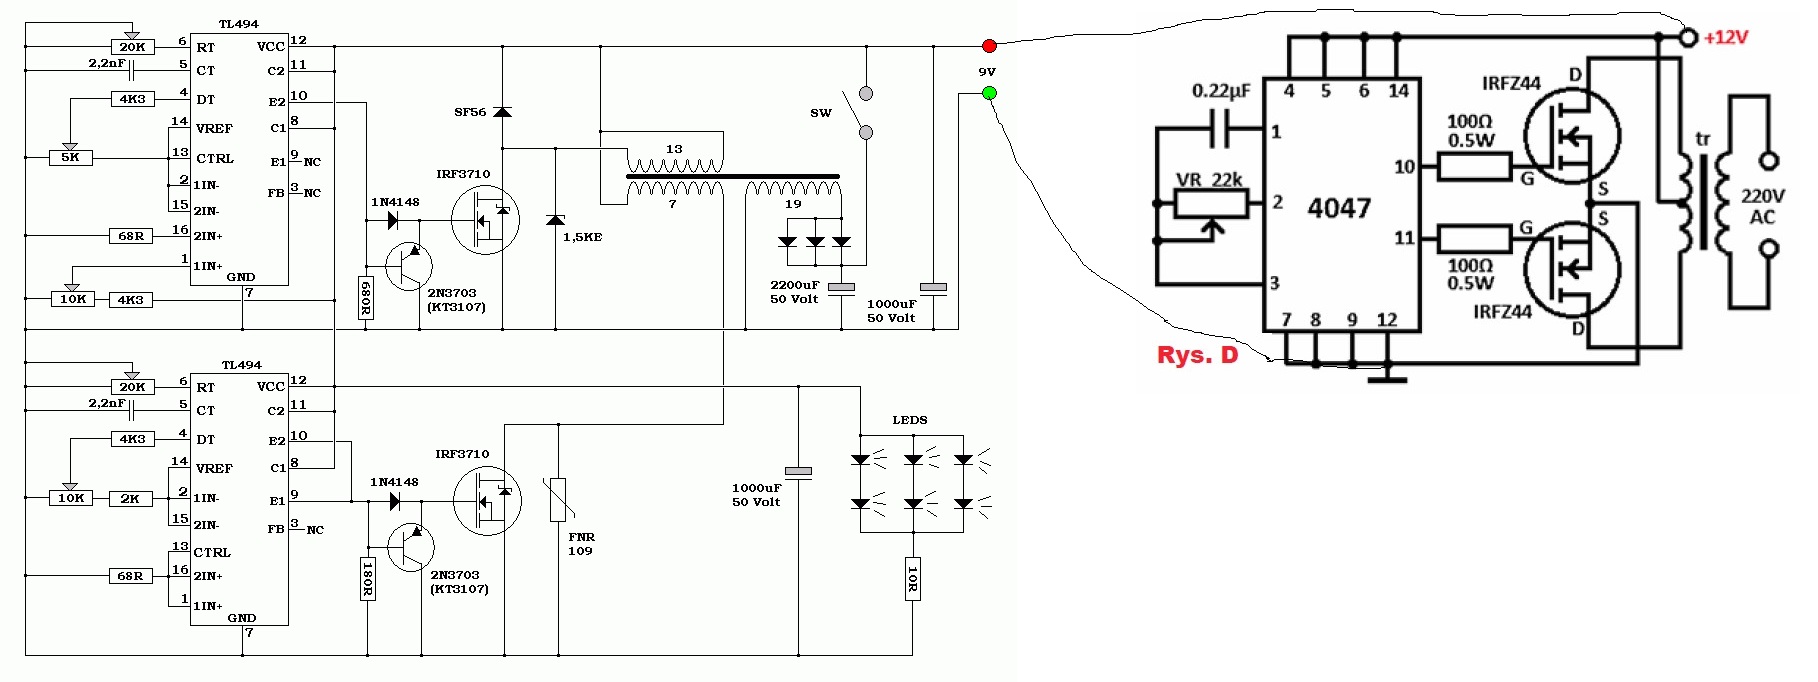 TL494
20K
6 RT
VCC 12
2,2nF
5 CT
C2 11
4K3
4 DT
E2 10
14 VREF
C1 8
5K
13 CTRL
E1 9 NC
2 1IN-
FB 3 NC
15 2IN-
68R
16 2IN+
1 1IN+
GND
7
10K
4K3
1N4148
IRF3710
2N3703
(KT3107)
680R
SF56
1,5KE
13
7
19
2200uF
50 Volt
1000uF
50 Volt
SW
9V
TL494
20K
6 RT
VCC 12
2,2nF
5 CT
C2 11
4K3
4 DT
E2 10
14 VREF
C1 8
10K
2K
2 1IN-
E1 9
15 2IN-
FB 3 NC
13 CTRL
68R
16 2IN+
1 1IN+
GND
7
1N4148
IRF3710
2N3703
(KT3107)
180R
FNR
109
1000uF
50 Volt
LEDS
10R
+12V
4 5 6 14
0.22µF
1
VR 22k
2
3
4047
10
11
7 8 9 12
100Ω
0.5W
100Ω
0.5W
IRFZ44
D
G
S
S
G
IRFZ44
D
tr
220V
AC
Rys. D